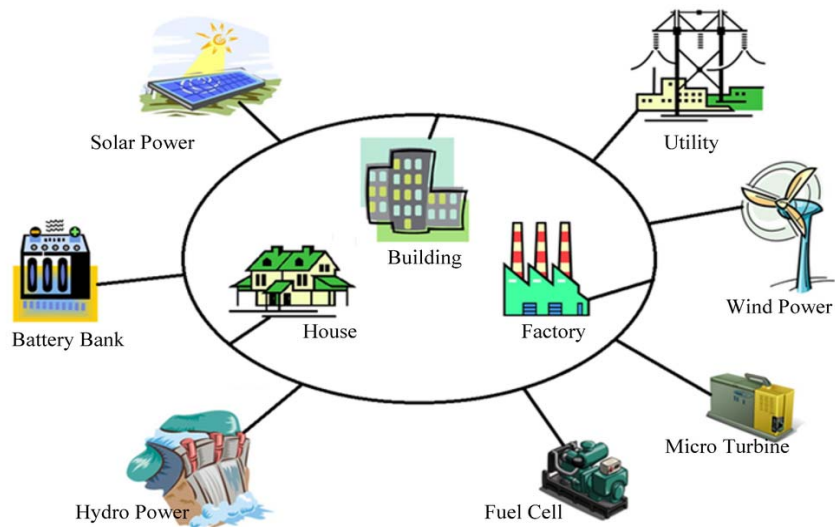 Solar Power
Utility
Building
Wind Power
House
Factory
Battery Bank
Micro Turbine
Hydro Power
Fuel Cell